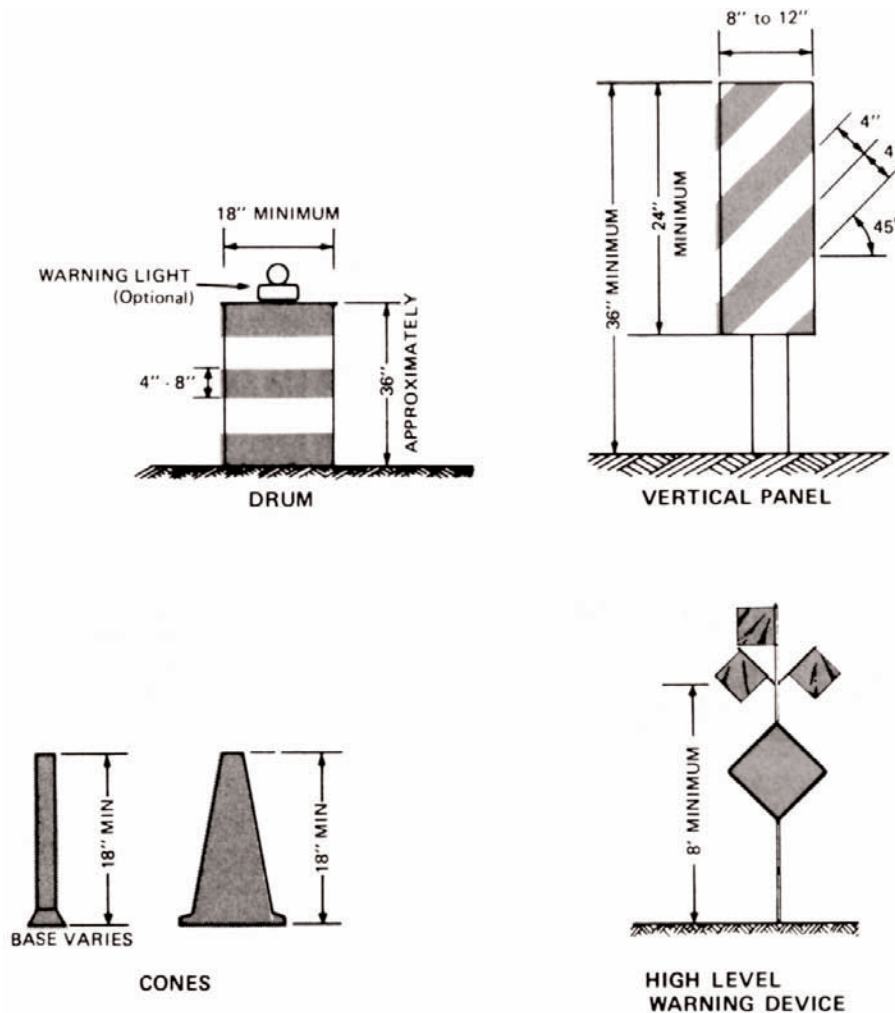 18" MINIMUM
WARNING LIGHT
(Optional)
4" - 8"
36"
APPROXIMATELY
DRUM
8" to 12"
36" MINIMUM
24"
MINIMUM
4"
4
45°
VERTICAL PANEL
18" MIN
BASE VARIES
18" MIN
CONES
8' MINIMUM
HIGH LEVEL
WARNING DEVICE